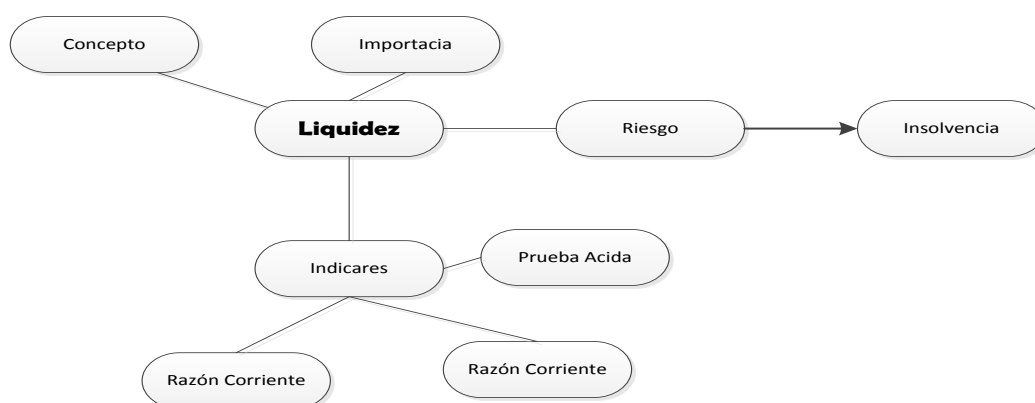 Concepto
Importacia
Liquidez
Riesgo
Insolvencia
Indicares
Prueba Acida
Razón Corriente
Razón Corriente